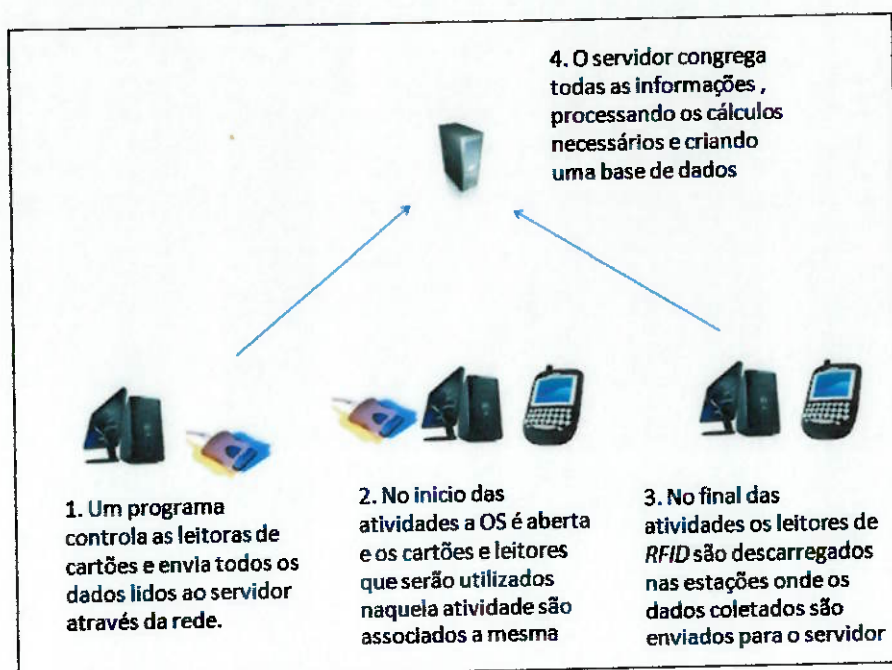 4. O servidor congrega
todas as informações ,
processando os cálculos
necessários e criando
uma base de dados
1. Um programa
controla as leitoras de
cartões e envia todos os
dados lidos ao servidor
através da rede.
2. No inicio das
atividades a OS é aberta
e os cartões e leitores
que serão utilizados
naquela atividade são
associados a mesma
3. No final das
atividades os leitores de
RFID são descarregados
nas estações onde os
dados coletados são
enviados para o servidor